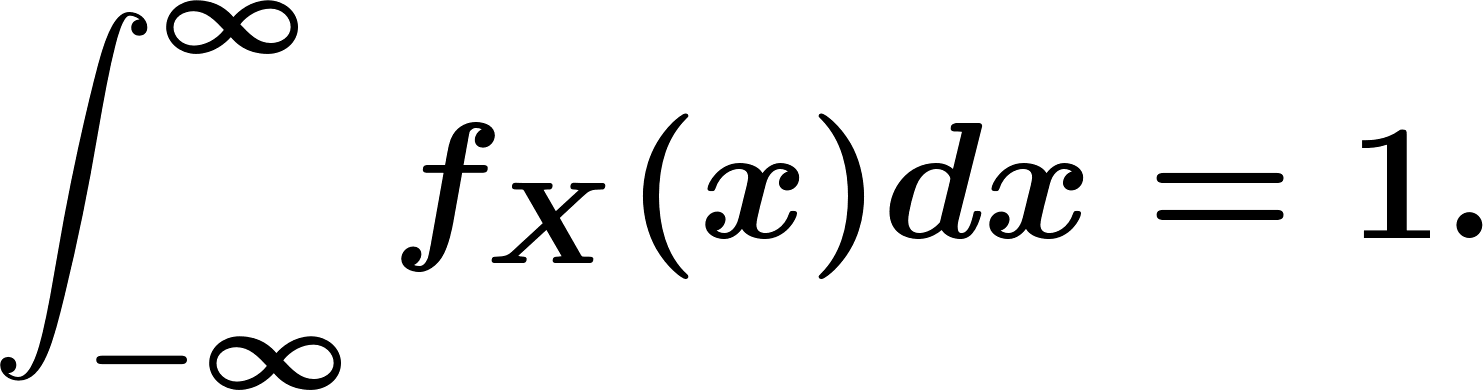 ∫_{-∞}^{∞} f_X(x)dx = 1.